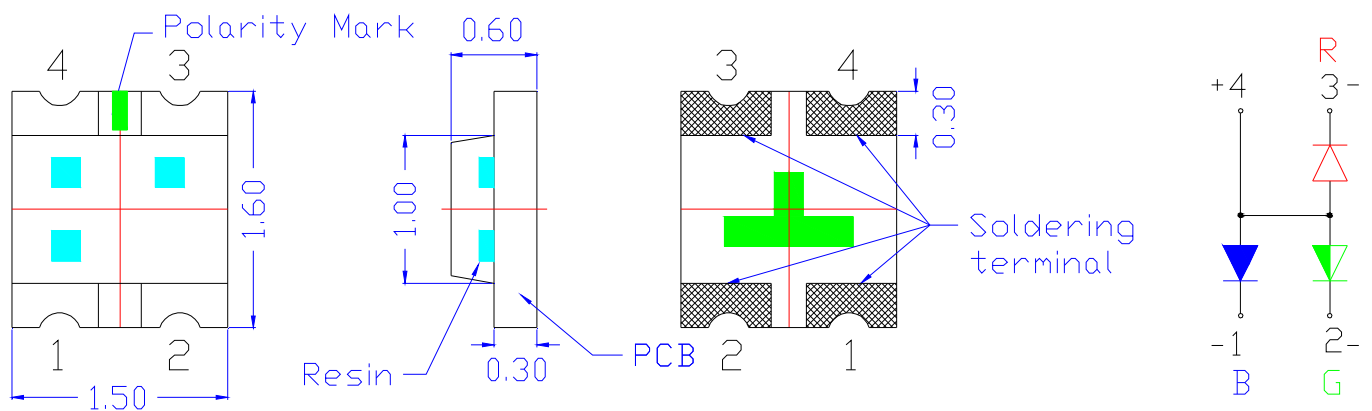 Polarity Mark
4 3
1.60
1 2
1.50
0.60
1.00
0.30
Resin
PCB
3 4
0.30
Soldering
terminal
2 1
R
+4 3-
-1 2-
B G